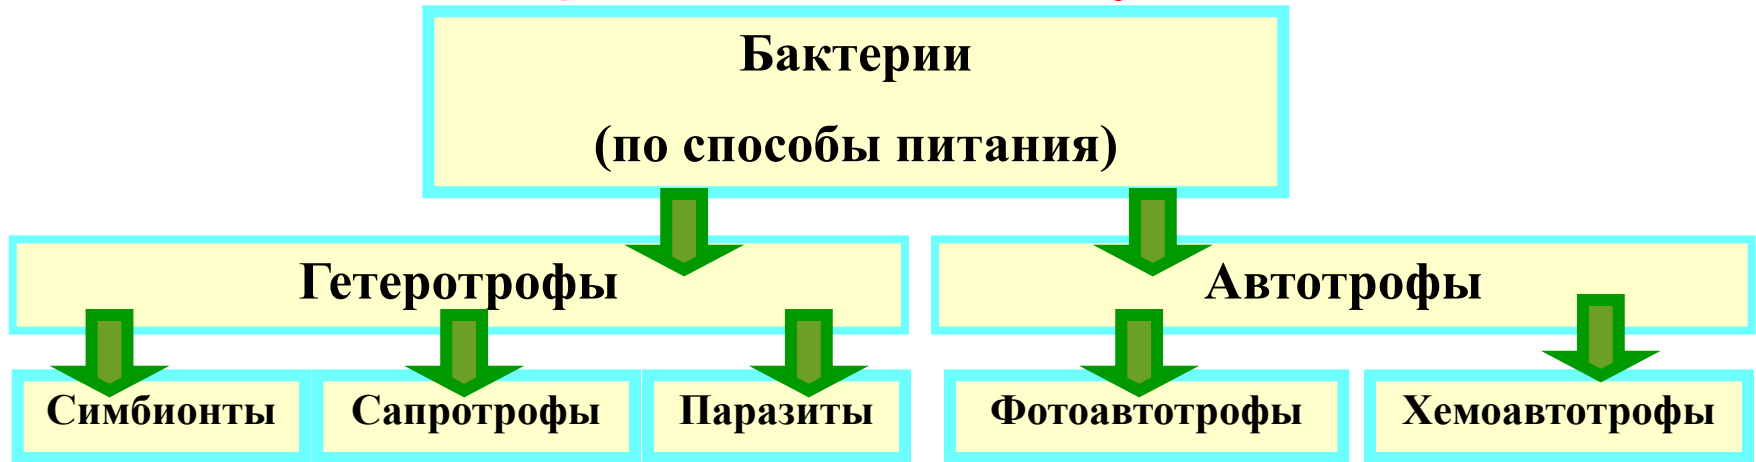 Бактерии
(по способы питания)
Гетеротрофы
Автотрофы
Симбионты
Сапротрофы
Паразиты
Фотоавтотрофы
Хемоавтотрофы